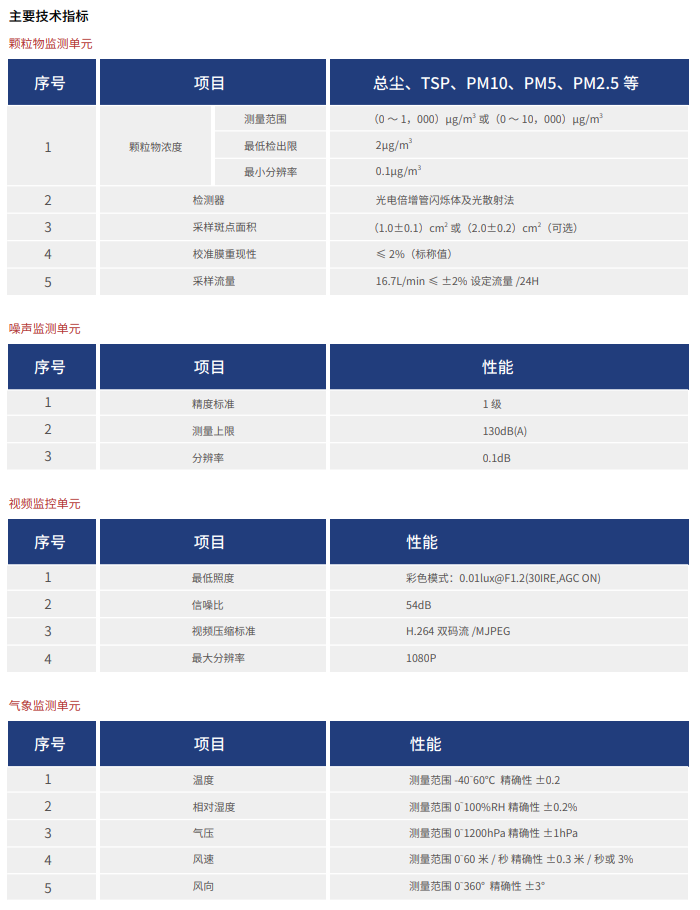 主要技术指标
颗粒物监测单元
序号 项目 总尘、TSP、PM10、PM5、PM2.5 等
1 颗粒物浓度 测量范围 (0 ～ 1，000）μg/m³ 或（0 ～ 10，000）μg/m³
最低检出限 2μg/m³
最小分辨率 0.1μg/m³
2 检测器 光电倍增管闪烁体及光散射法
3 采样斑点面积 （1.0±0.1）cm² 或（2.0±0.2）cm²（可选）
4 校准膜重现性 ≤ 2%（标称值）
5 采样流量 16.7L/min ≤ ±2% 设定流量 /24H
噪声监测单元
序号 项目 性能
1 精度标准 1 级
2 测量上限 130dB(A)
3 分辨率 0.1dB
视频监控单元
序号 项目 性能
1 最低照度 彩色模式：0.01lux@F1.2(30IRE,AGC ON)
2 信噪比 54dB
3 视频压缩标准 H.264 双码流 /MJPEG
4 最大分辨率 1080P
气象监测单元
序号 项目 性能
1 温度 测量范围 -40~60℃ 精确性 ±0.2
2 相对湿度 测量范围 0~100%RH 精确性 ±0.2%
3 气压 测量范围 0~1200hPa 精确性 ±1hPa
4 风速 测量范围 0~60 米 / 秒 精确性 ±0.3 米 / 秒或 3%
5 风向 测量范围 0~360° 精确性 ±3°